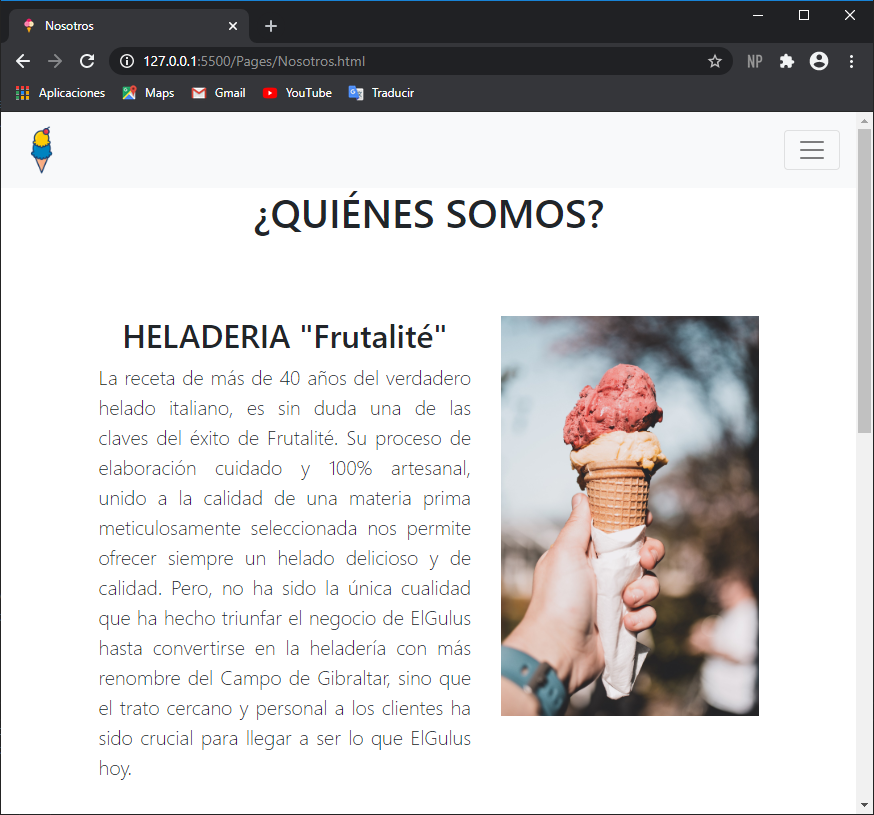 Nosotros
127.0.0.1:5500/Pages/Nosotros.html
NP
Aplicaciones
Maps
Gmail
YouTube
Traducir
¿QUIÉNES SOMOS?
HELADERIA "Frutalité"
La receta de más de 40 años del verdadero
helado italiano, es sin duda una de las
claves del éxito de Frutalité. Su proceso de
elaboración cuidado y 100% artesanal,
unido a la calidad de una materia prima
meticulosamente seleccionada nos permite
ofrecer siempre un helado delicioso y de
calidad. Pero, no ha sido la única cualidad
que ha hecho triunfar el negocio de ElGulus
hasta convertirse en la heladería con más
renombre del Campo de Gibraltar, sino que
el trato cercano y personal a los clientes ha
sido crucial para llegar a ser lo que ElGulus
hoy.